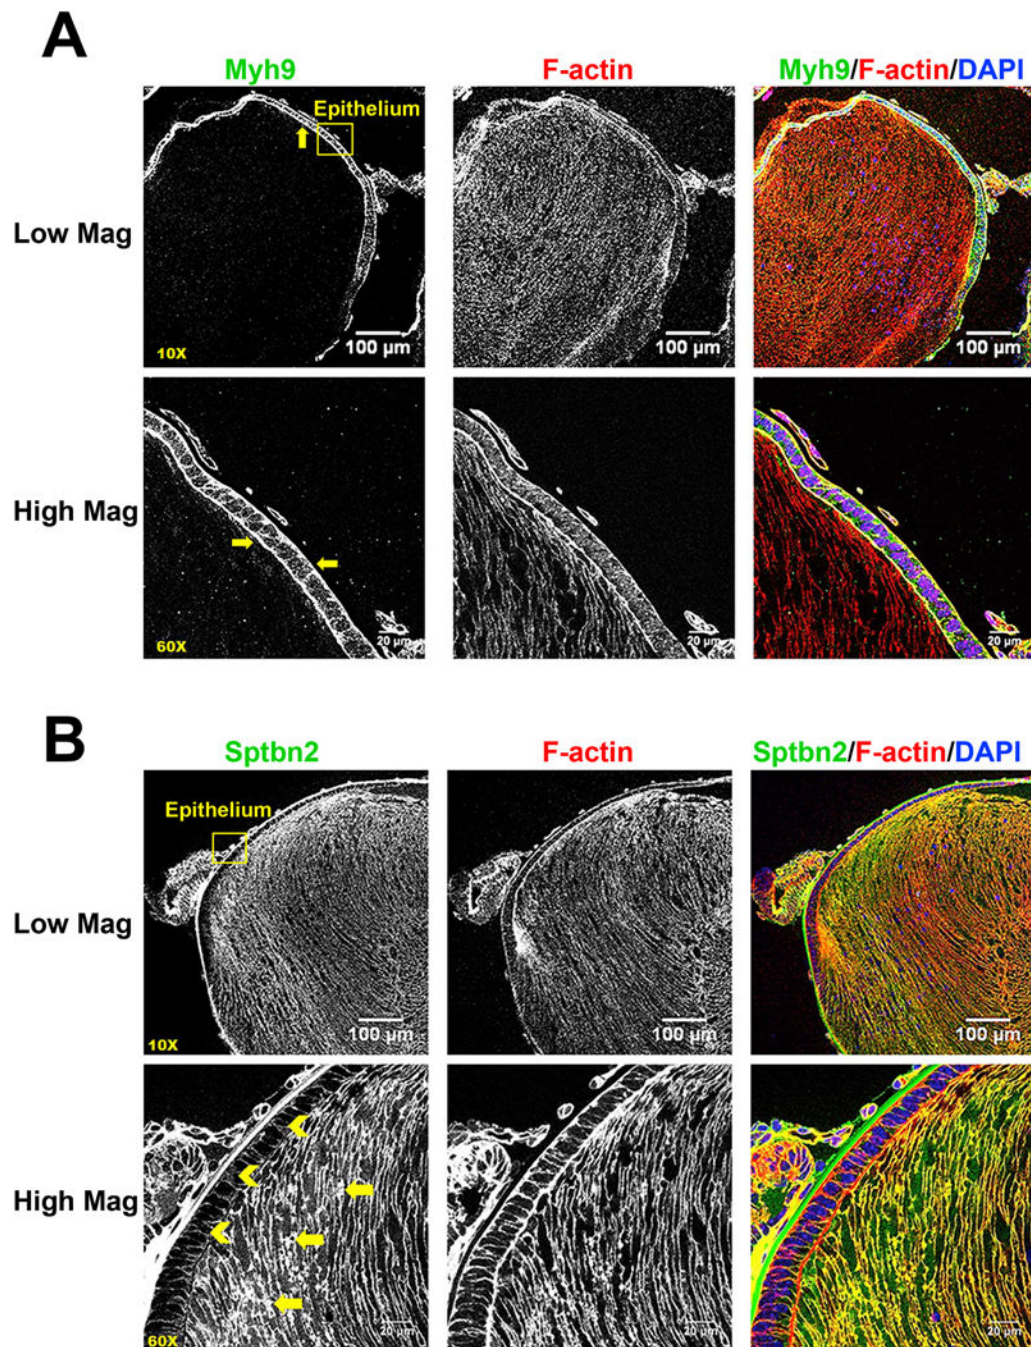 A
Myh9
F-actin
Myh9/F-actin/DAPI
Epithelium
Low Mag
10X
100 µm
100 µm
100 µm
High Mag
60X
20 µm
20 µm
20 µm
B
Sptbn2
F-actin
Sptbn2/F-actin/DAPI
Epithelium
Low Mag
10X
100 µm
100 µm
100 µm
High Mag
60X
20 µm
20 µm
20 µm